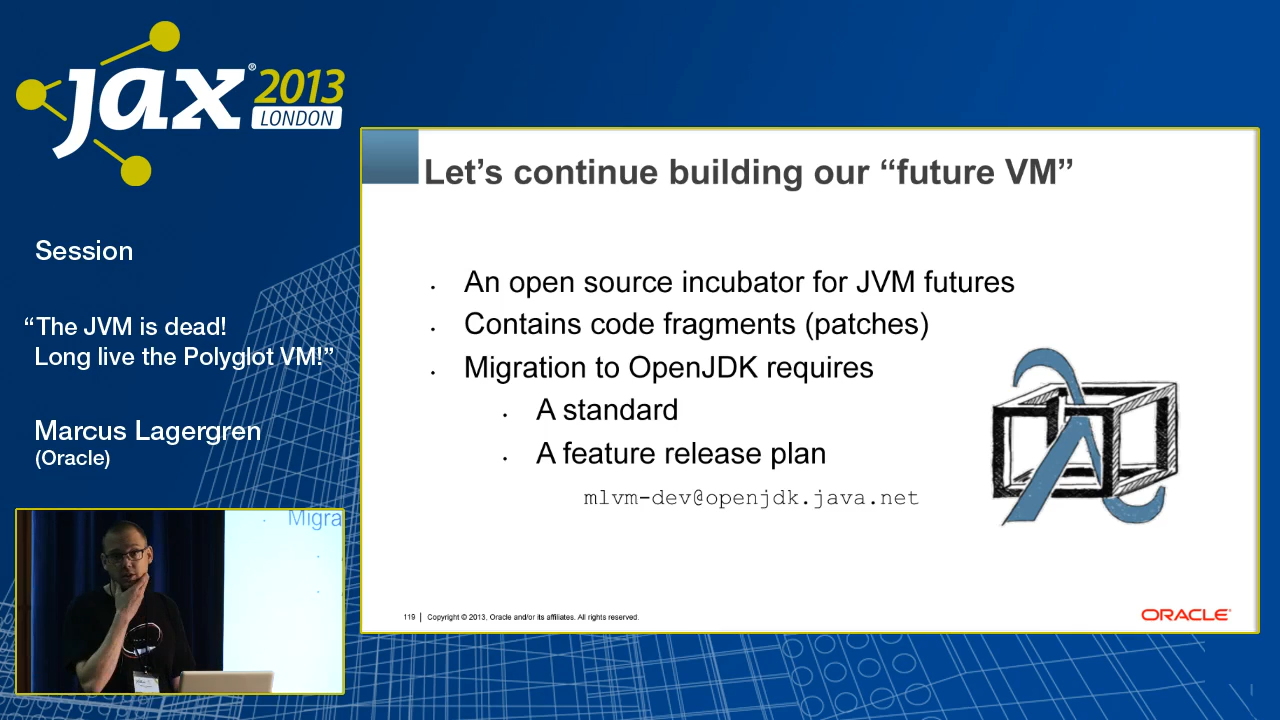 jax® 2013
LONDON
Session
“The JVM is dead!
Long live the Polyglot VM!”
Marcus Lagergren
(Oracle)
Let’s continue building our “future VM”
• An open source incubator for JVM futures
• Contains code fragments (patches)
• Migration to OpenJDK requires
• A standard
• A feature release plan
mlvm-dev@openjdk.java.net
119 | Copyright © 2013, Oracle and/or its affiliates. All rights reserved.
ORACLE®
Migra